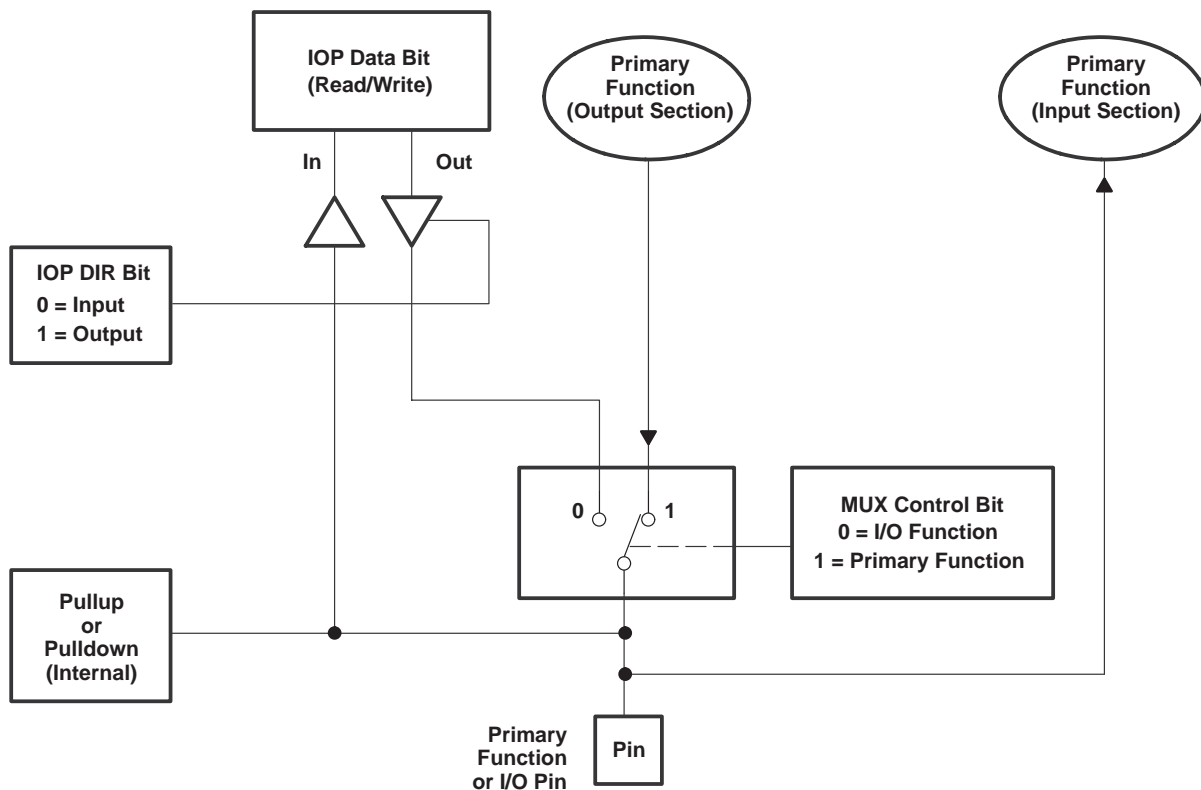 IOP Data Bit
(Read/Write)
Primary
Function
(Output Section)
Primary
Function
(Input Section)
In
Out
IOP DIR Bit
0 = Input
1 = Output
0
1
MUX Control Bit
0 = I/O Function
1 = Primary Function
Pullup
or
Pulldown
(Internal)
Primary
Function
or I/O Pin
Pin